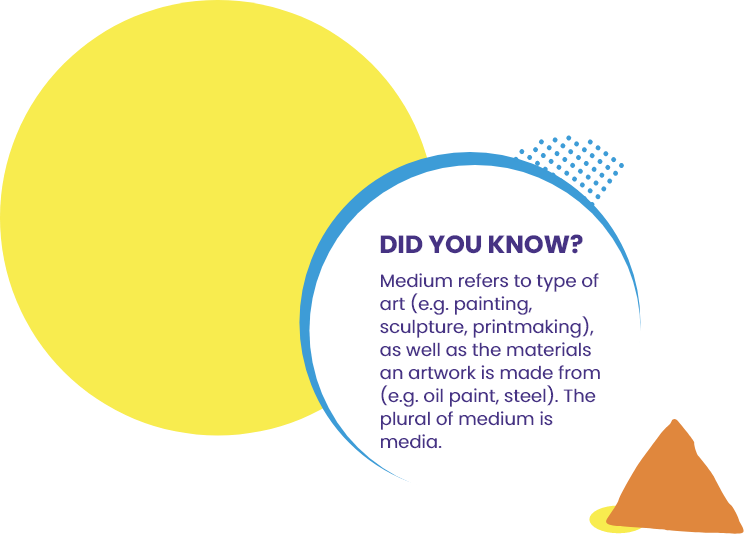 DID YOU KNOW?
Medium refers to type of
art (e.g. painting,
sculpture, printmaking),
as well as the materials
an artwork is made from
(e.g. oil paint, steel). The
plural of medium is
media.